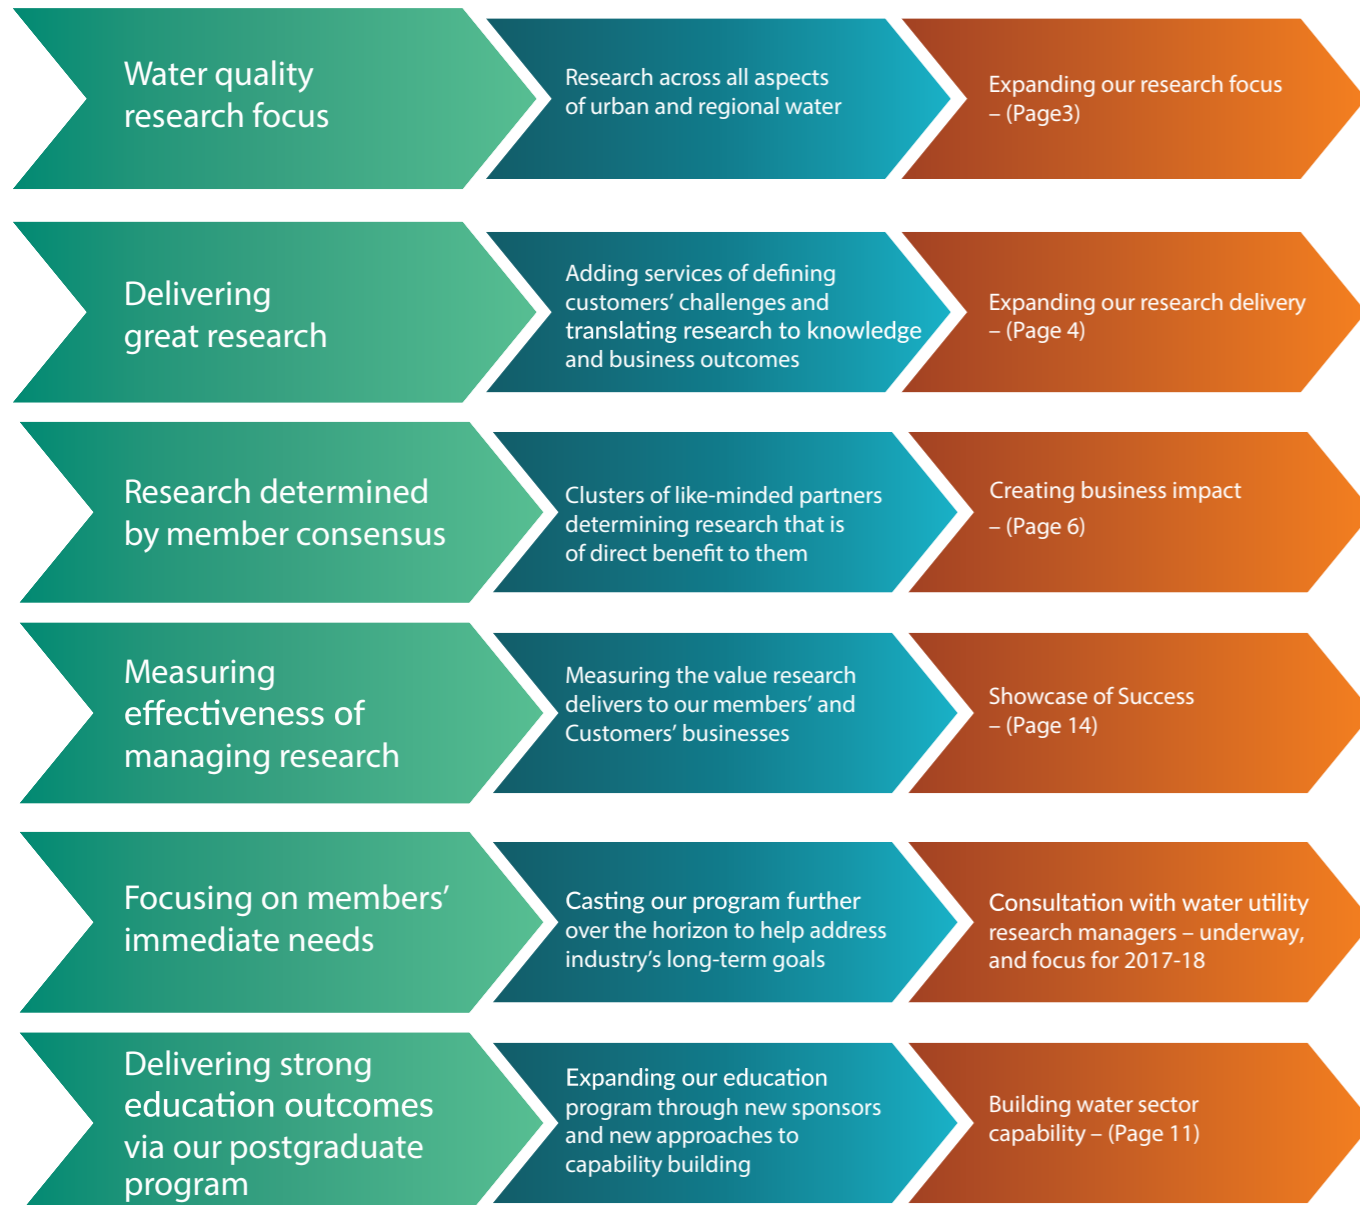 Water quality
research focus
Research across all aspects
of urban and regional water
Expanding our research focus
– (Page3)
Delivering
great research
Adding services of defining
customers’ challenges and
translating research to knowledge
and business outcomes
Expanding our research delivery
– (Page 4)
Research determined
by member consensus
Clusters of like-minded partners
determining research that is
of direct benefit to them
Creating business impact
– (Page 6)
Measuring
effectiveness of
managing research
Measuring the value research
delivers to our members’ and
Customers’ businesses
Showcase of Success
– (Page 14)
Focusing on members’
immediate needs
Casting our program further
over the horizon to help address
industry’s long-term goals
Consultation with water utility
research managers – underway,
and focus for 2017-18
Delivering strong
education outcomes
via our postgraduate
program
Expanding our education
program through new sponsors
and new approaches to
capability building
Building water sector
capability – (Page 11)